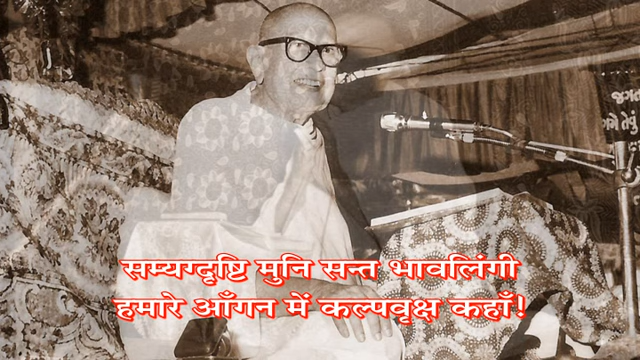 सम्यग्दृष्टि मुनि सन्त भावलिंगी
हमारे आँगन में कल्पवृक्ष कहाँ!